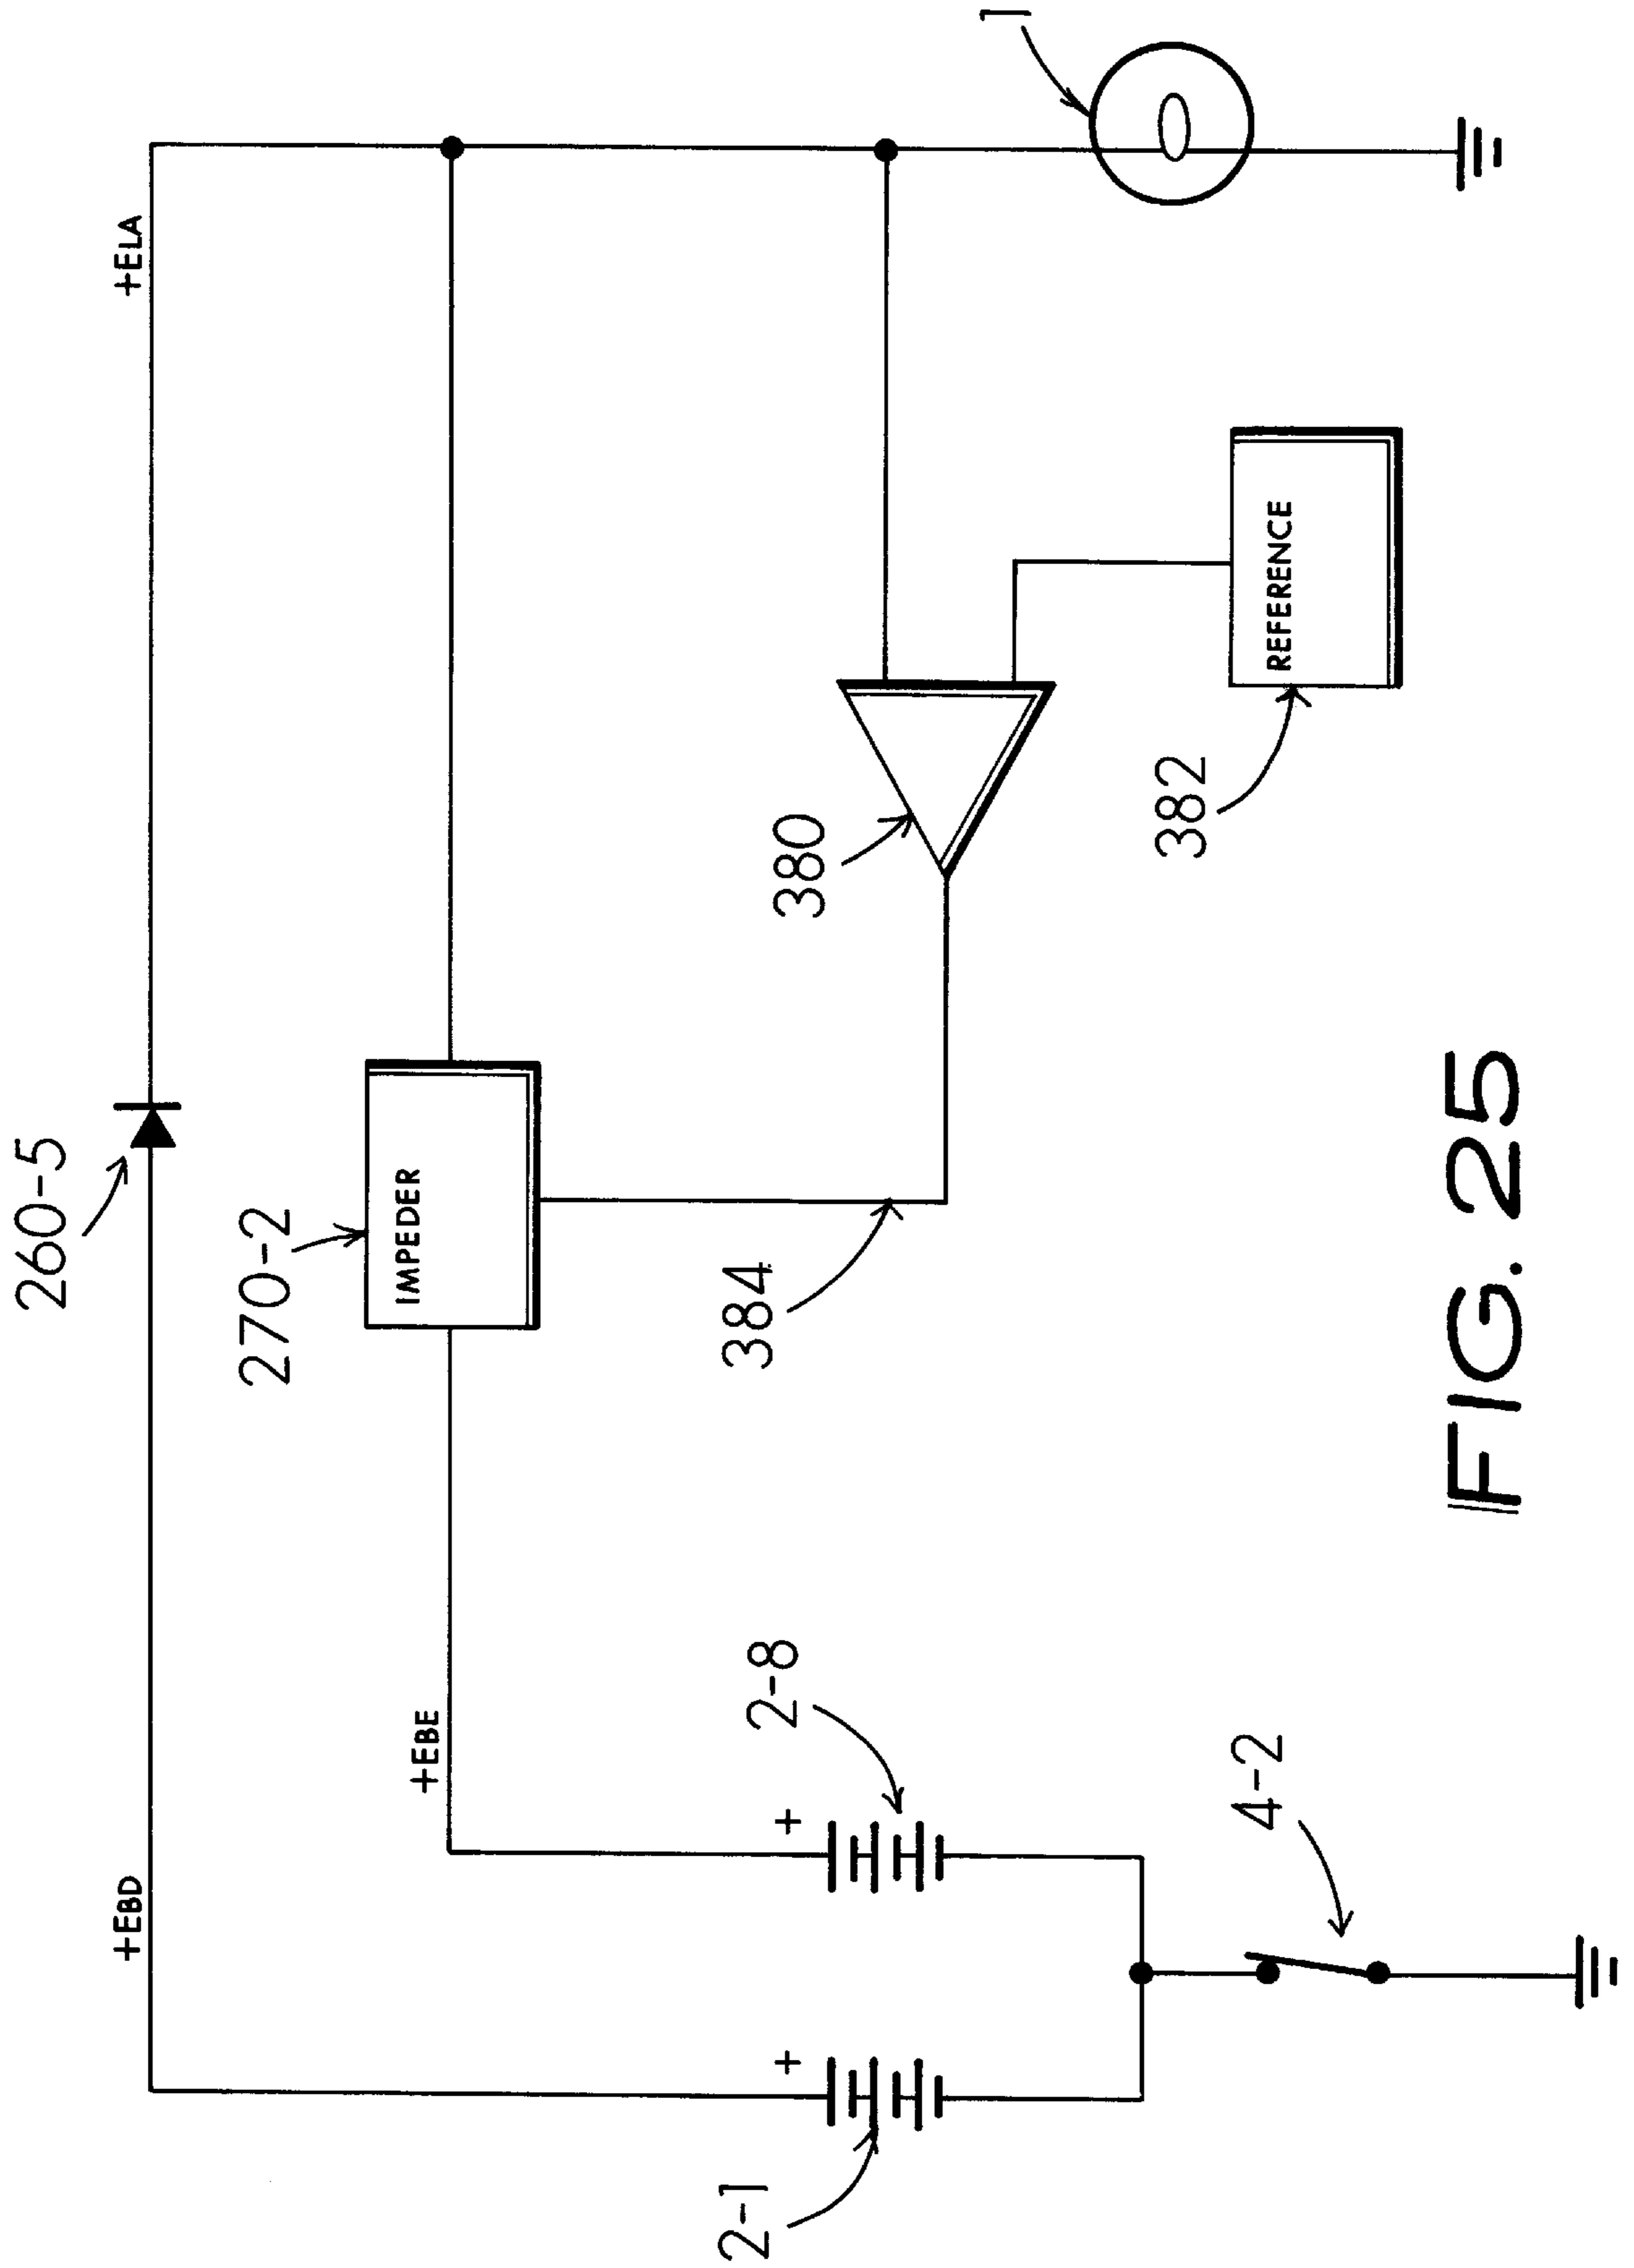 260-5
+EBD
+ELA
270-2
IMPEDER
+EBE
384
380
2-1
+
2-8
+
382
REFERENCE
1
4-2
FIG. 25